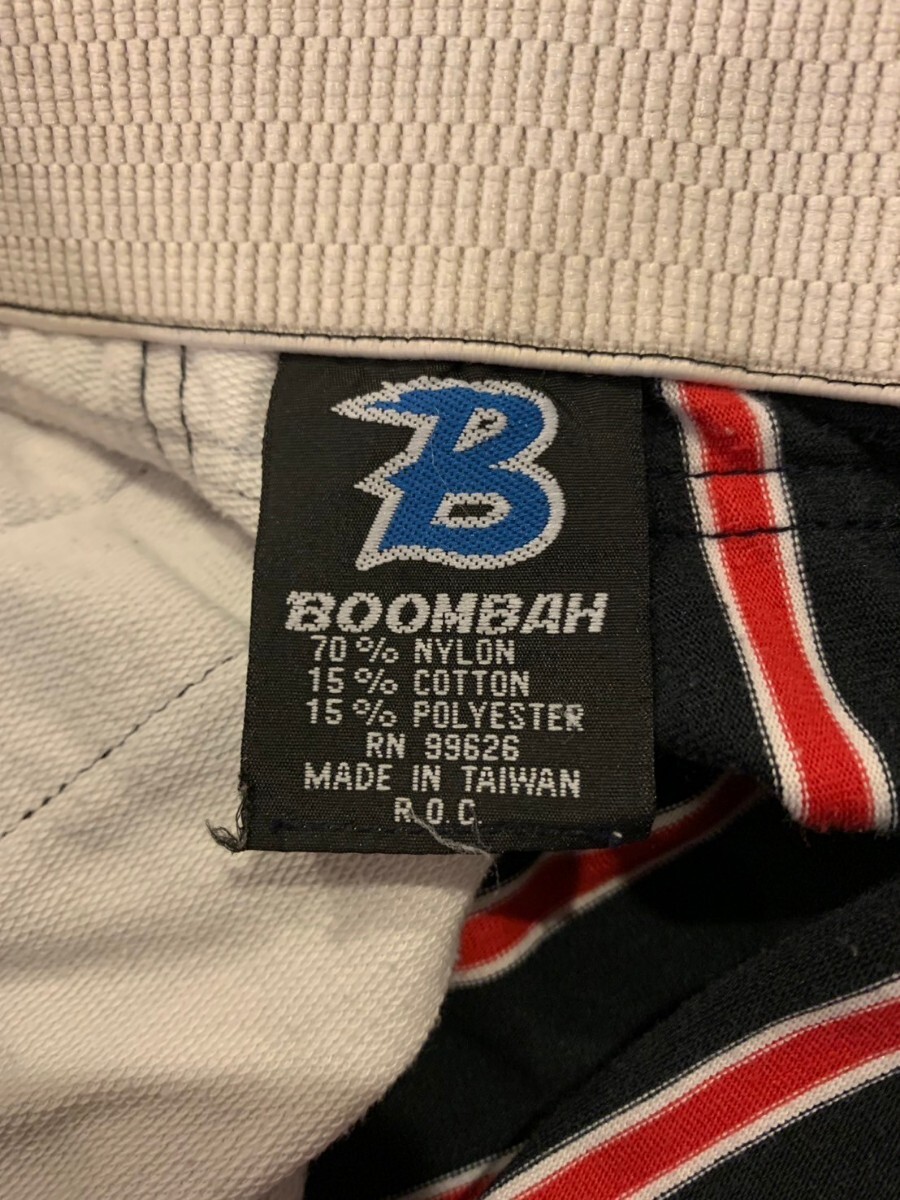 B
BOOMBAH
70% NYLON
15% COTTON
15% POLYESTER
RN 99626
MADE IN TAIWAN
R.O.C.